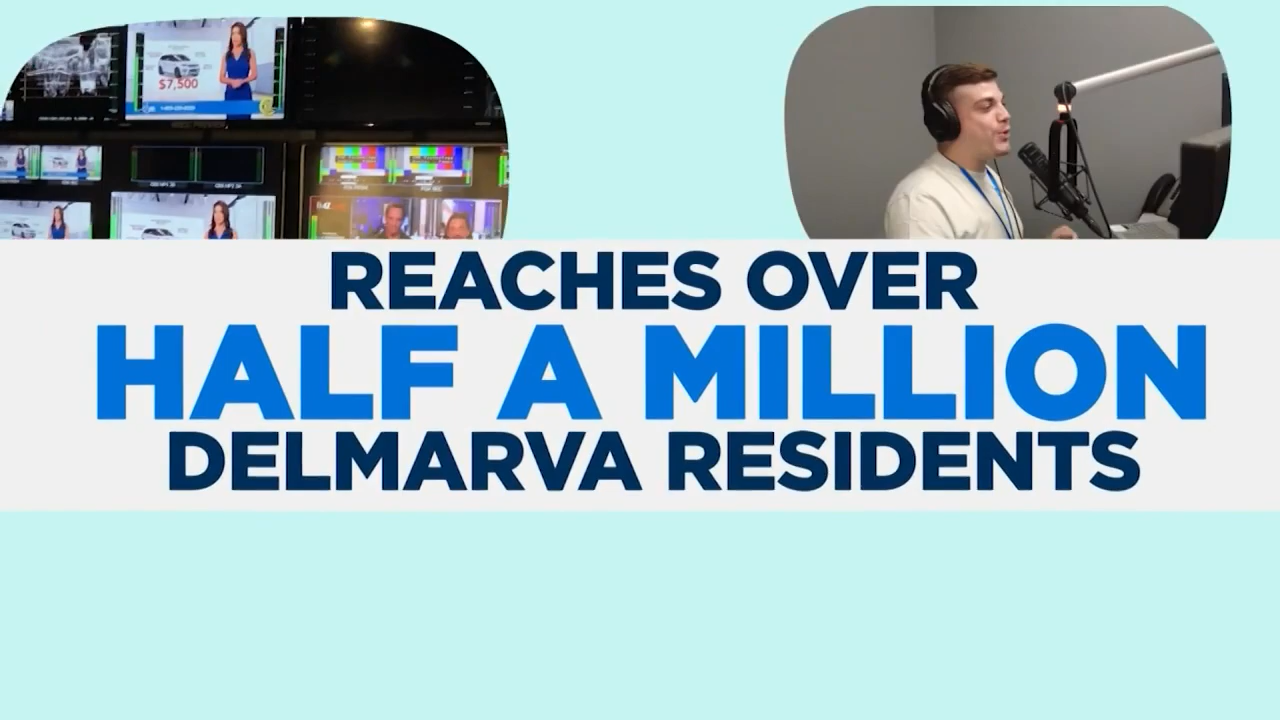 $7,500
REACHES OVER
HALF A MILLION
DELMARVA RESIDENTS